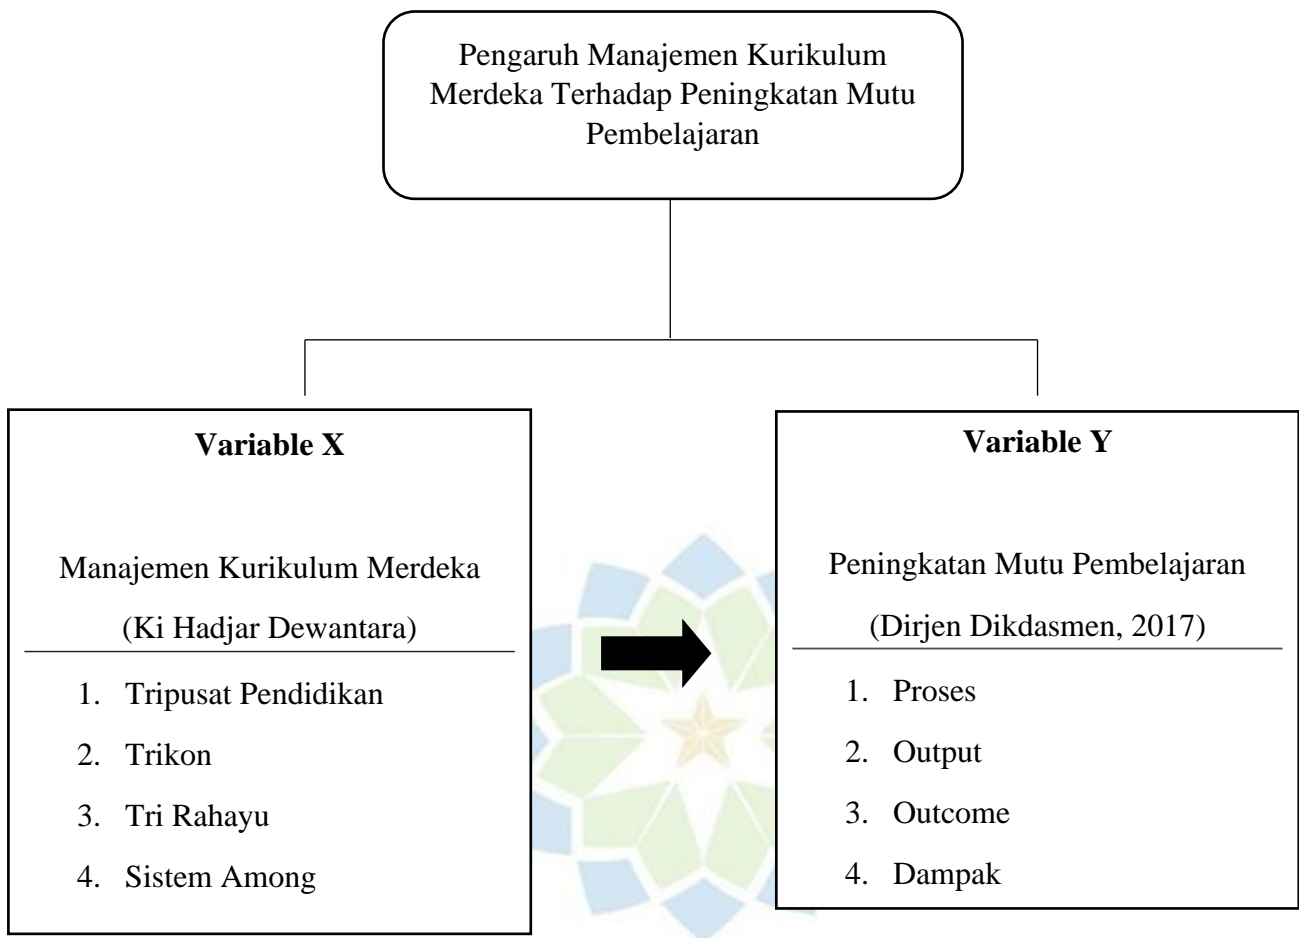 Pengaruh Manajemen Kurikulum
Merdeka Terhadap Peningkatan Mutu
Pembelajaran
Variable X
Manajemen Kurikulum Merdeka
(Ki Hadjar Dewantara)
1. Tripusat Pendidikan
2. Trikon
3. Tri Rahayu
4. Sistem Among
Variable Y
Peningkatan Mutu Pembelajaran
(Dirjen Dikdasmen, 2017)
1. Proses
2. Output
3. Outcome
4. Dampak